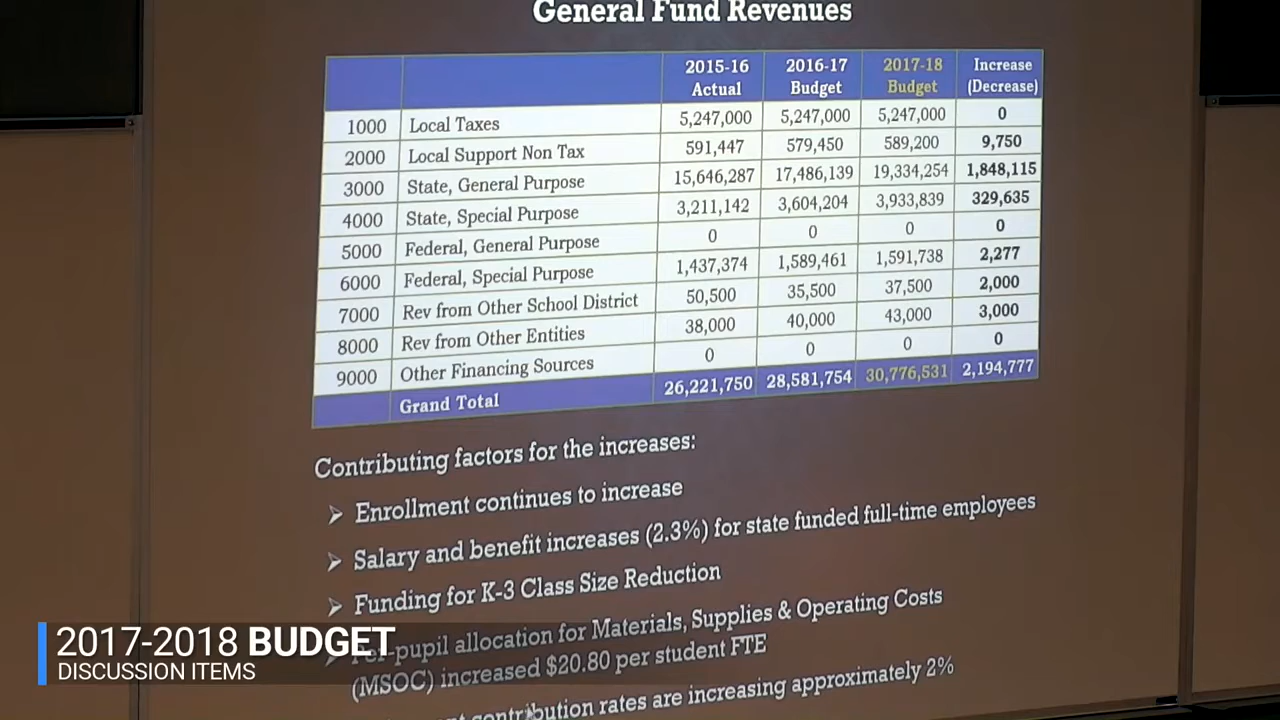 General Fund Revenues
2015-16 Actual 2016-17 Budget 2017-18 Budget Increase (Decrease)
1000 Local Taxes 5,247,000 5,247,000 5,247,000 0
2000 Local Support Non Tax 591,447 579,450 589,200 9,750
3000 State, General Purpose 15,646,287 17,486,139 19,334,254 1,848,115
4000 State, Special Purpose 3,211,142 3,604,204 3,933,839 329,635
5000 Federal, General Purpose 0 0 0 0
6000 Federal, Special Purpose 1,437,374 1,589,461 1,591,738 2,277
7000 Rev from Other School District 50,500 35,500 37,500 2,000
8000 Rev from Other Entities 38,000 40,000 43,000 3,000
9000 Other Financing Sources 0 0 0 0
Grand Total 26,221,750 28,581,754 30,776,531 2,194,777
Contributing factors for the increases:
➢ Enrollment continues to increase
➢ Salary and benefit increases (2.3%) for state funded full-time employees
➢ Funding for K-3 Class Size Reduction
➢ Per-pupil allocation for Materials, Supplies & Operating Costs
(MSOC) increased $20.80 per student FTE
contribution rates are increasing approximately 2%
2017-2018 BUDGET
DISCUSSION ITEMS